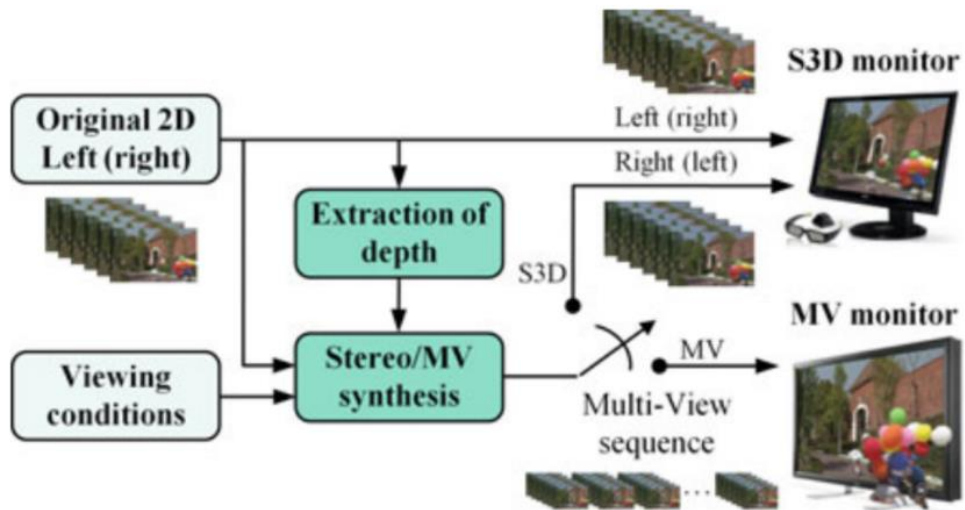 S3D monitor
Original 2D
Left (right)
Left (right)
Right (left)
Extraction of
depth
S3D
MV monitor
Viewing
conditions
Stereo/MV
synthesis
MV
Multi-View
sequence
...